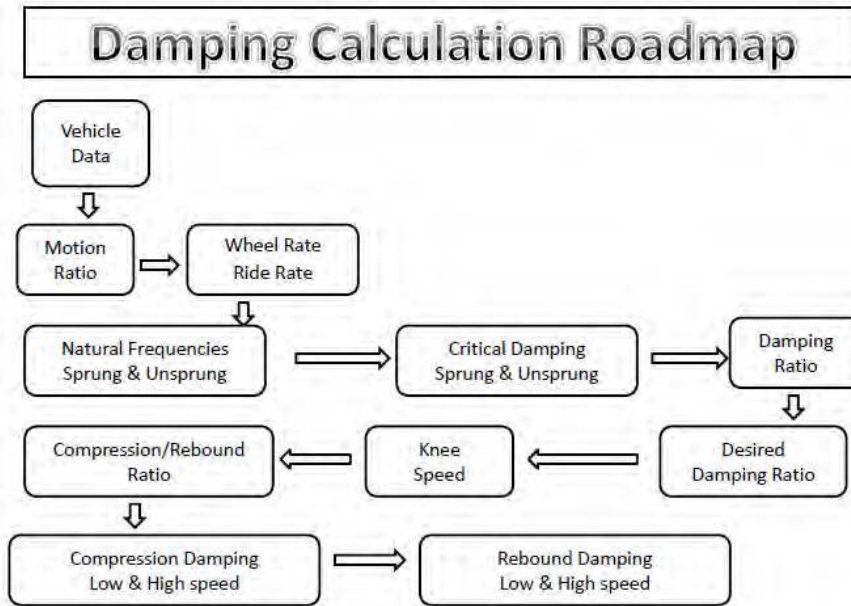 Damping Calculation Roadmap
Vehicle
Data
Motion
Ratio
Wheel Rate
Ride Rate
Natural Frequencies
Sprung & Unsprung
Critical Damping
Sprung & Unsprung
Damping
Ratio
Desired
Damping Ratio
Knee
Speed
Compression/Rebound
Ratio
Compression Damping
Low & High speed
Rebound Damping
Low & High speed